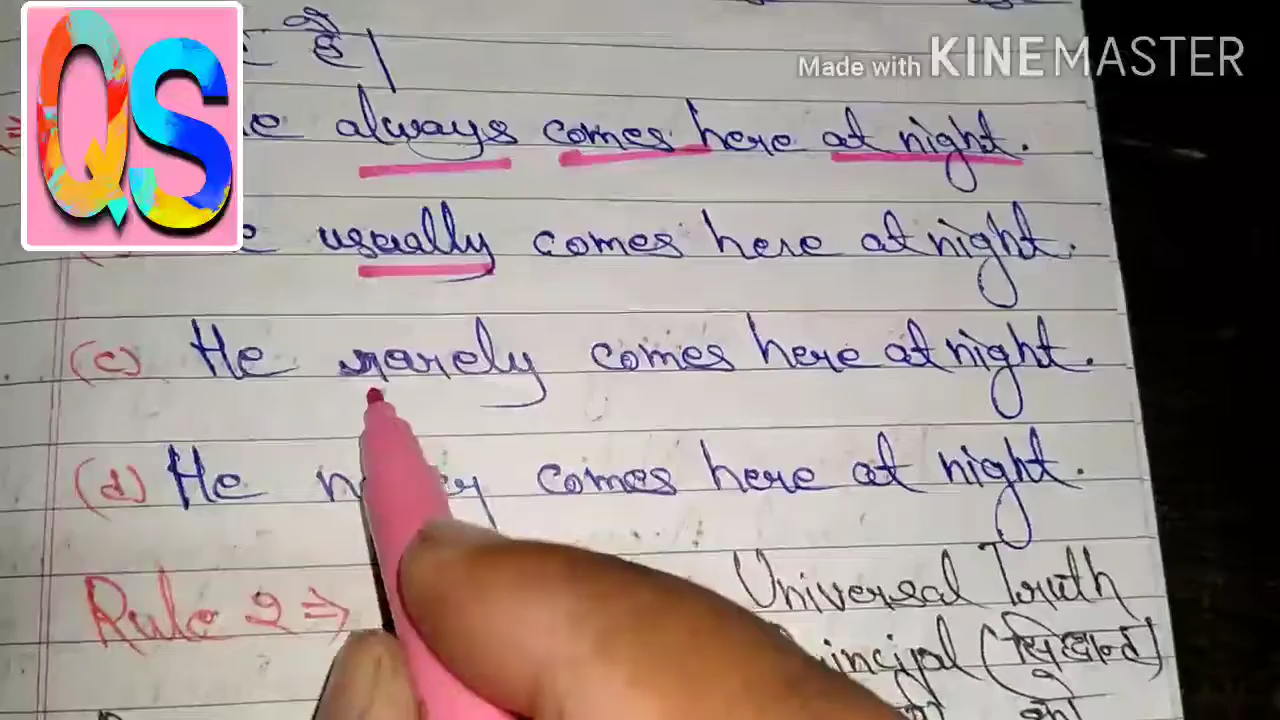 QS
है।
Made with KINEMASTER
always comes here at night.
usually comes here at night.
(c) He rarely comes here at night.
(d) He comes here at night.
Rule 2 ⇒ Universal Truth
Principal (सिद्धान्त)
को